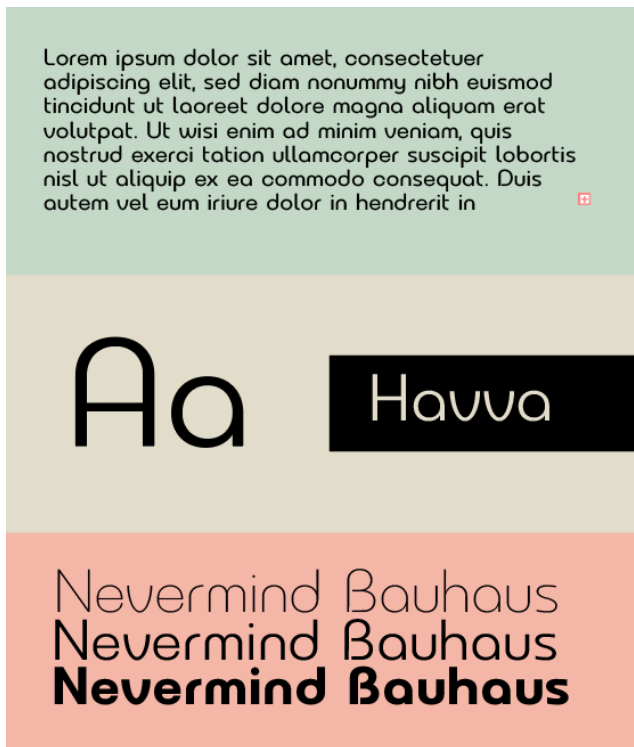 Lorem ipsum dolor sit amet, consectetuer
adipiscing elit, sed diam nonummy nibh euismod
tincidunt ut laoreet dolore magna aliquam erat
volutpat. Ut wisi enim ad minim veniam, quis
nostrud exerci tation ullamcorper suscipit lobortis
nisl ut aliquip ex ea commodo consequat. Duis
autem vel eum iriure dolor in hendrerit in
Aa
Havva
Nevermind Bauhaus
Nevermind Bauhaus
Nevermind Bauhaus